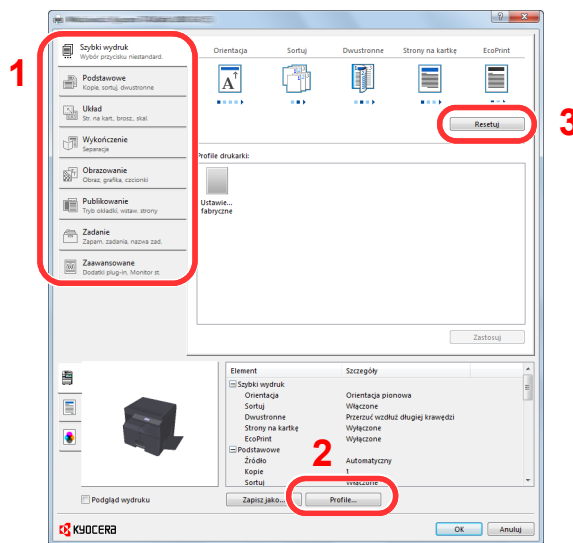 1
Szybki wydruk
Wybór przycisku niestandard.
Podstawowe
Kopie, sortuj, dwustronne
Układ
Str. na kart., brosz., skal.
Wykończenie
Separacja
Obrazowanie
Obraz, grafika, czcionki
Publikowanie
Tryb okładki, wstaw. strony
Zadanie
Zapam. zadania, nazwa zad.
Zaawansowane
Dodatki plug-in, Monitor st.
Orientacja Sortuj Dwustronne Strony na kartkę EcoPrint
A
Resetuj
3
Profile drukarki:
Ustawie...
fabryczne
Zastosuj
Element Szczegóły
Szybki wydruk
Orientacja Orientacja pionowa
Sortuj Włączone
Dwustronne Przerzuć wzdłuż długiej krawędzi
Strony na kartkę Wyłączone
EcoPrint Wyłączone
Podstawowe
Źródło Automatyczny
Kopie 1
Sortuj Włączone
2
Podgląd wydruku
Zapisz jako... Profile...
KYOCERA
OK Anuluj